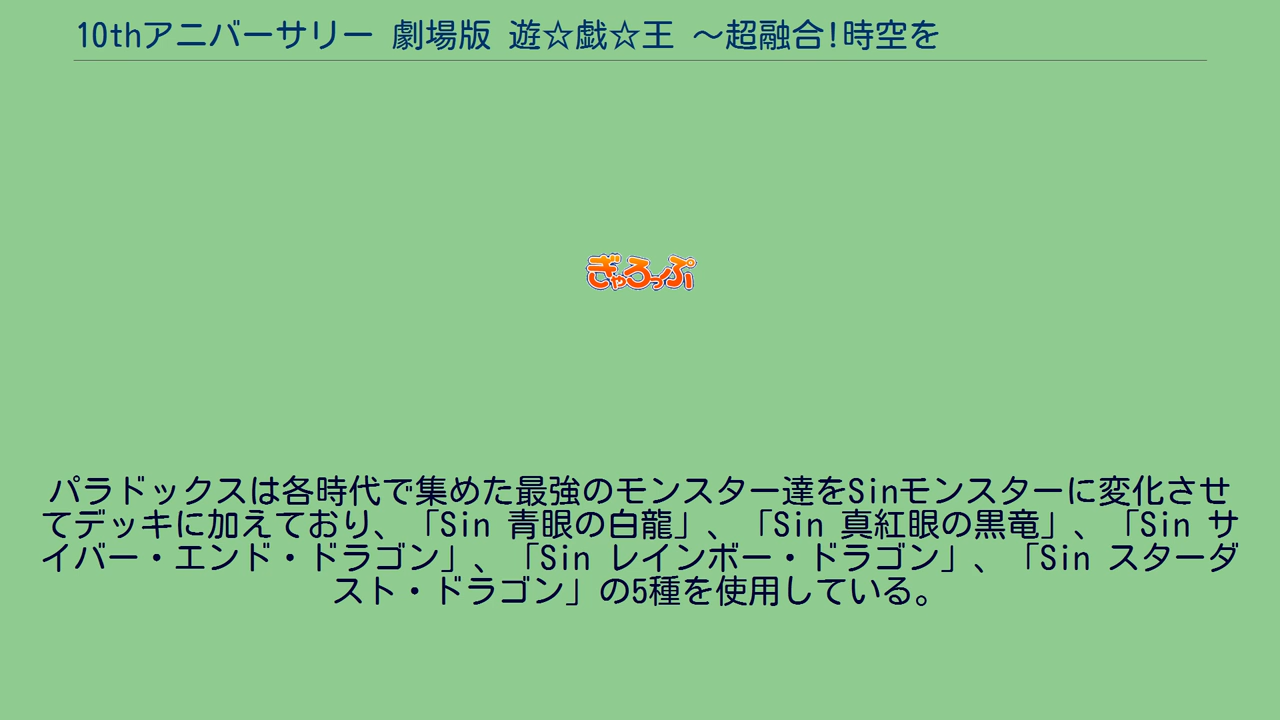 10thアニバーサリー 劇場版 遊☆戯☆王 ～超融合!時空を
ぎゃろっぷ
パラドックスは各時代で集めた最強のモンスター達をSinモンスターに変化させ
てデッキに加えており、「Sin 青眼の白龍」、「Sin 真紅眼の黒竜」、「Sin サ
イバー・エンド・ドラゴン」、「Sin レインボー・ドラゴン」、「Sin スターダ
スト・ドラゴン」の5種を使用している。